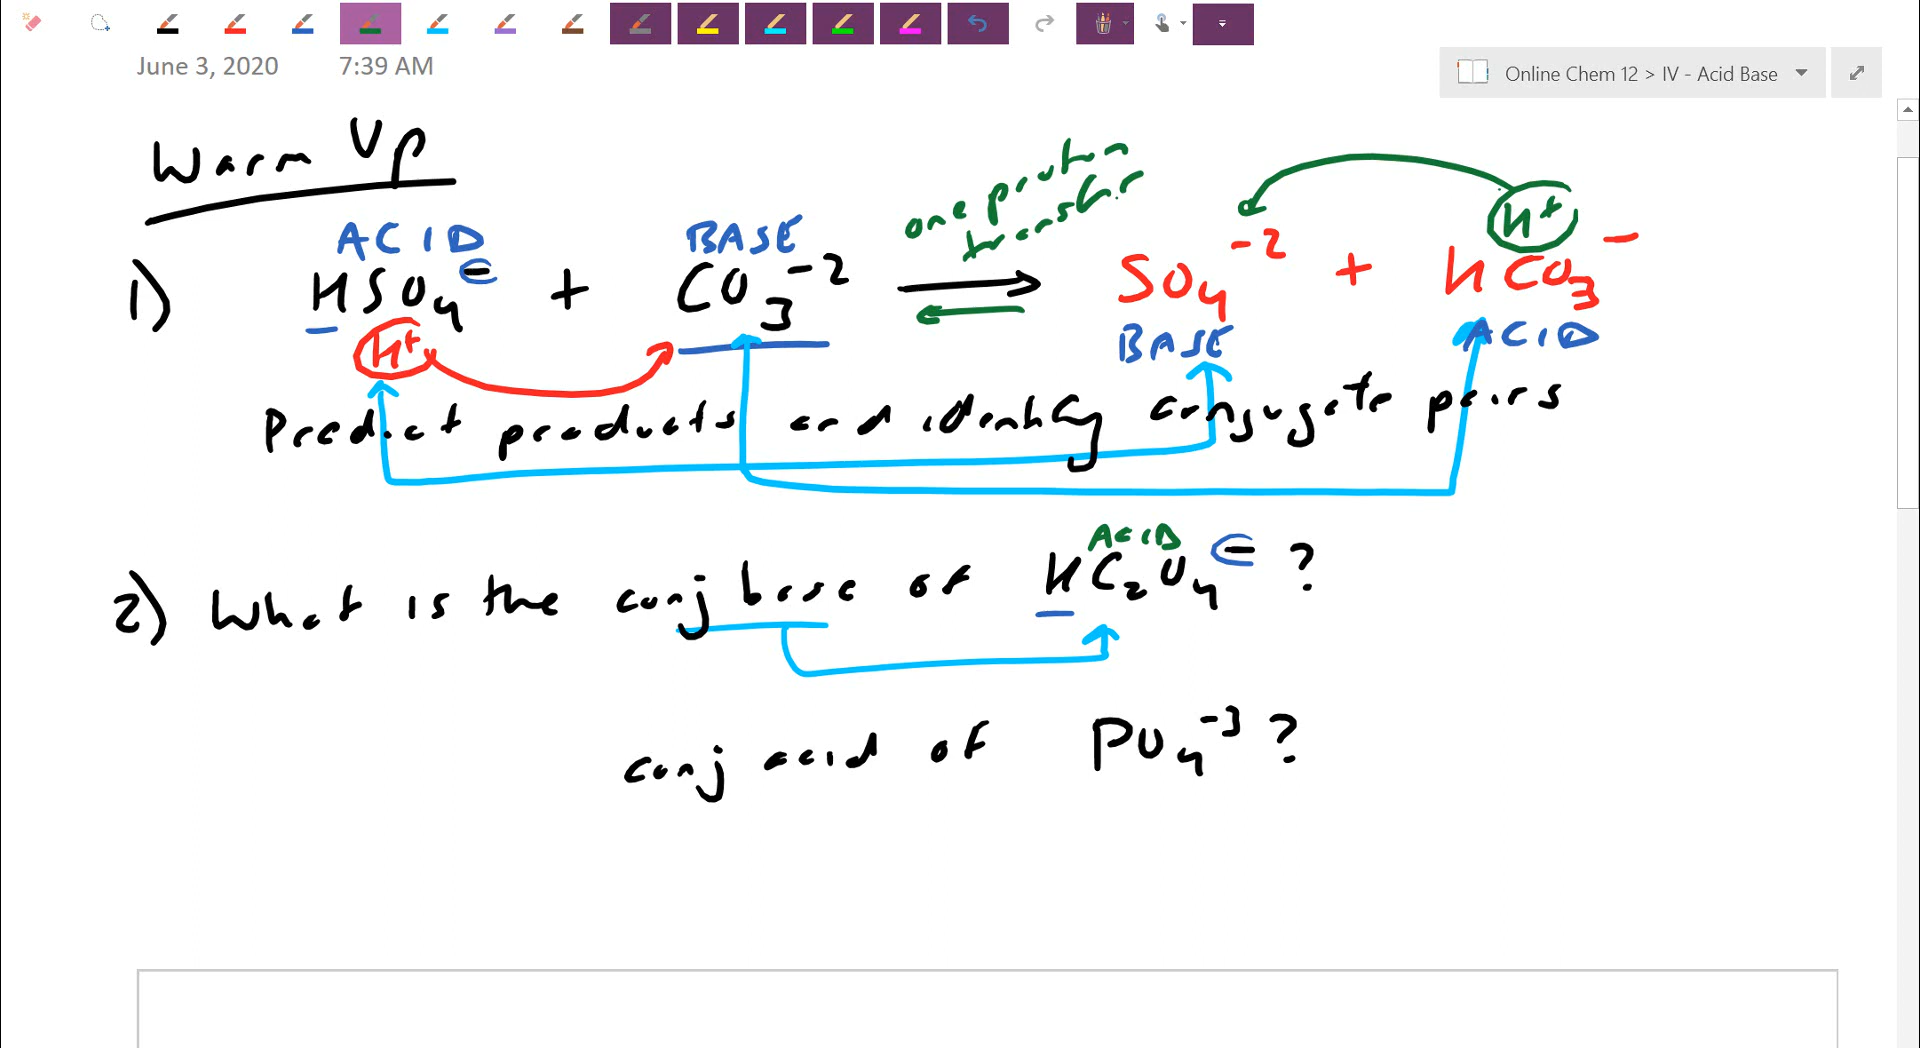 June 3, 2020 7:39 AM
Online Chem 12 > IV - Acid Base
Warm Up
one proton
transfer
H+
ACID BASE
1) HSO4- + CO3-2 SO4-2 + HCO3-
H+ BASE ACID
Predict products and identify conjugate pairs
ACID
2) What is the conj base of HC2O4- ?
conj acid of PO4-3 ?